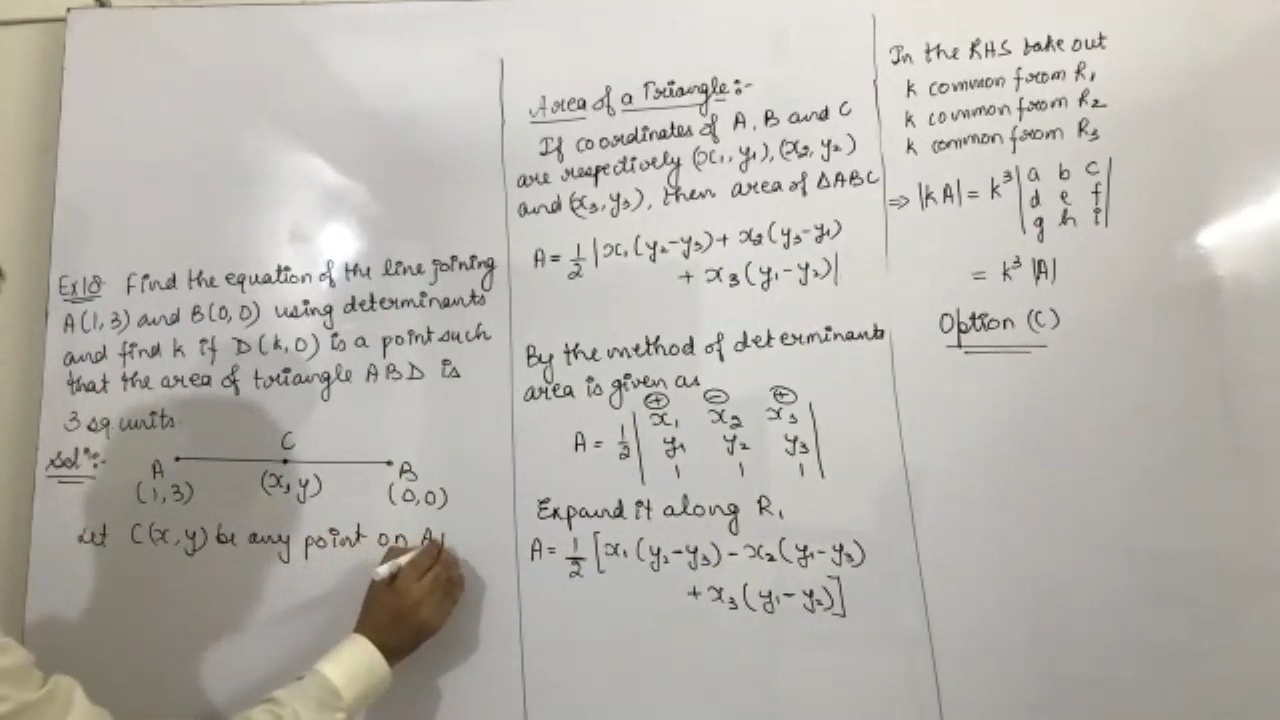 Ex18 Find the equation of the line joining
A(1,3) and B(0,0) using determinants
and find k if D(k,0) is a point such
that the area of triangle ABD is
3 sq units.
Solⁿ:-
C
A B
(1,3) (x,y) (0,0)
Let C(x,y) be any point on A
Area of a Triangle:-
If coordinates of A, B and C
are respectively (x₁, y₁), (x₂, y₂)
and (x₃, y₃), then area of ΔABC
A = 1/2 |x₁(y₂-y₃) + x₂(y₃-y₁)
+ x₃(y₁-y₂)|
By the method of determinants
area is given as
⊕ ⊖ ⊕
A = 1/2 | x₁ x₂ x₃ |
| y₁ y₂ y₃ |
| 1 1 1 |
Expand it along R₁
A = 1/2 [x₁(y₂-y₃) - x₂(y₁-y₃)
+ x₃(y₁-y₂)]
In the RHS take out
k common from R₁
k common from R₂
k common from R₃
⇒ |kA| = k³ | a b c |
| d e f |
| g h i |
= k³ |A|
Option (C)